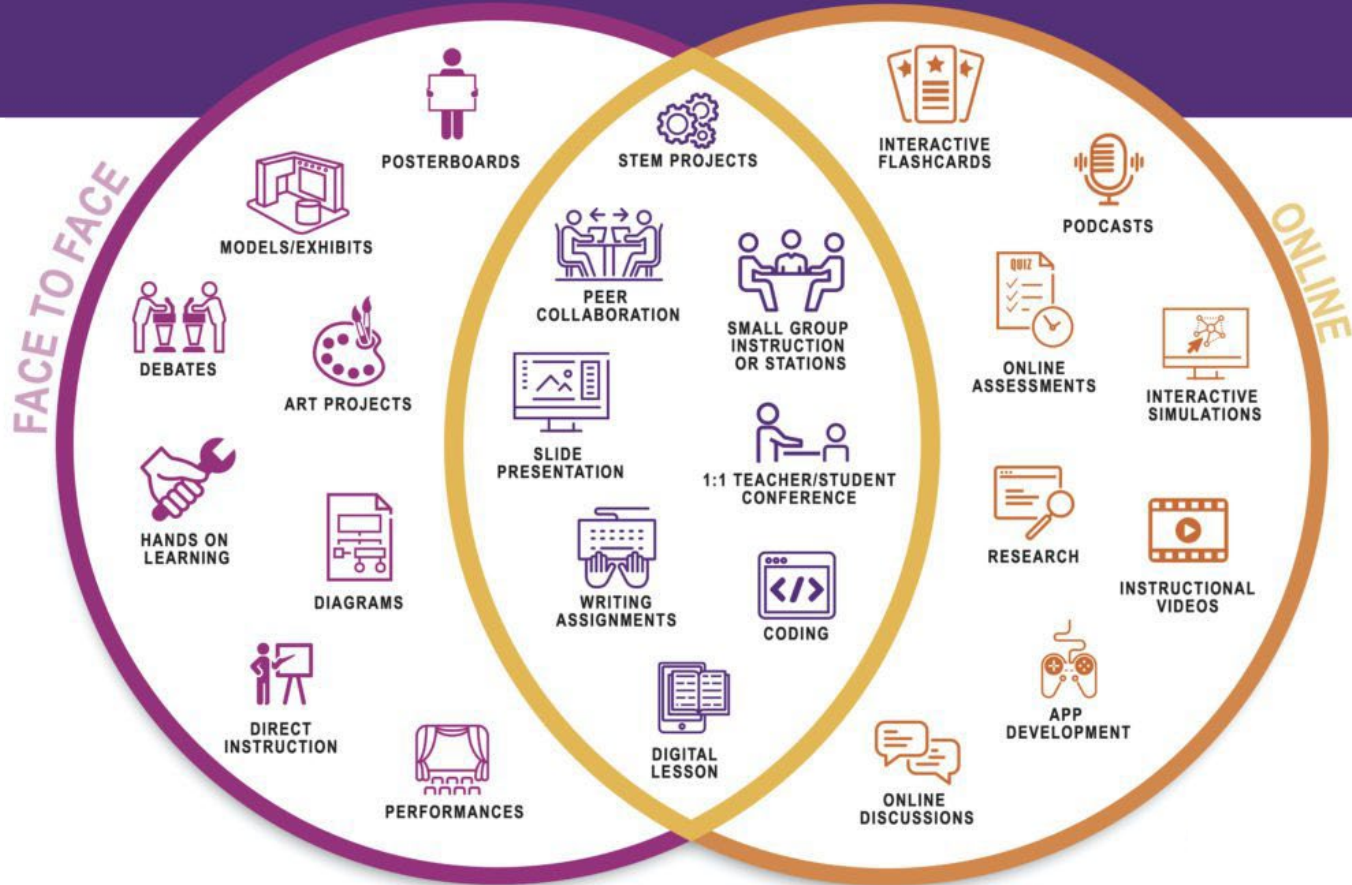 FACE TO FACE
POSTERBOARDS
MODELS/EXHIBITS
DEBATES
ART PROJECTS
HANDS ON
LEARNING
DIAGRAMS
DIRECT
INSTRUCTION
PERFORMANCES
STEM PROJECTS
PEER
COLLABORATION
SMALL GROUP
INSTRUCTION
OR STATIONS
SLIDE
PRESENTATION
1:1 TEACHER/STUDENT
CONFERENCE
WRITING
ASSIGNMENTS
</>
CODING
DIGITAL
LESSON
ONLINE
INTERACTIVE
FLASHCARDS
PODCASTS
QUIZ
ONLINE
ASSESSMENTS
INTERACTIVE
SIMULATIONS
RESEARCH
INSTRUCTIONAL
VIDEOS
APP
DEVELOPMENT
ONLINE
DISCUSSIONS